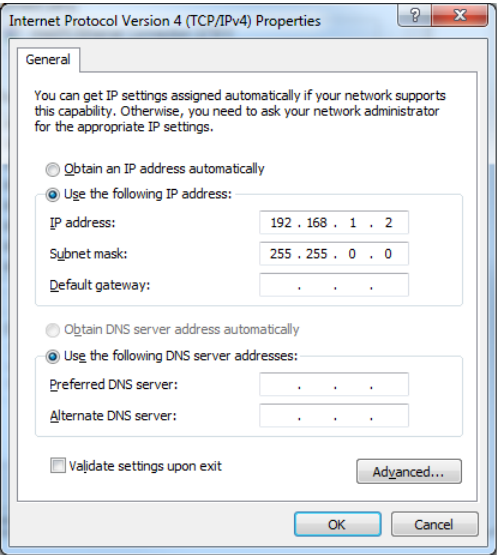 Internet Protocol Version 4 (TCP/IPv4) Properties
?
General
You can get IP settings assigned automatically if your network supports
this capability. Otherwise, you need to ask your network administrator
for the appropriate IP settings.
Obtain an IP address automatically
Use the following IP address:
IP address: 192 . 168 . 1 . 2
Subnet mask: 255 . 255 . 0 . 0
Default gateway: . . .
Obtain DNS server address automatically
Use the following DNS server addresses:
Preferred DNS server: . . .
Alternate DNS server: . . .
Validate settings upon exit
Advanced...
OK Cancel